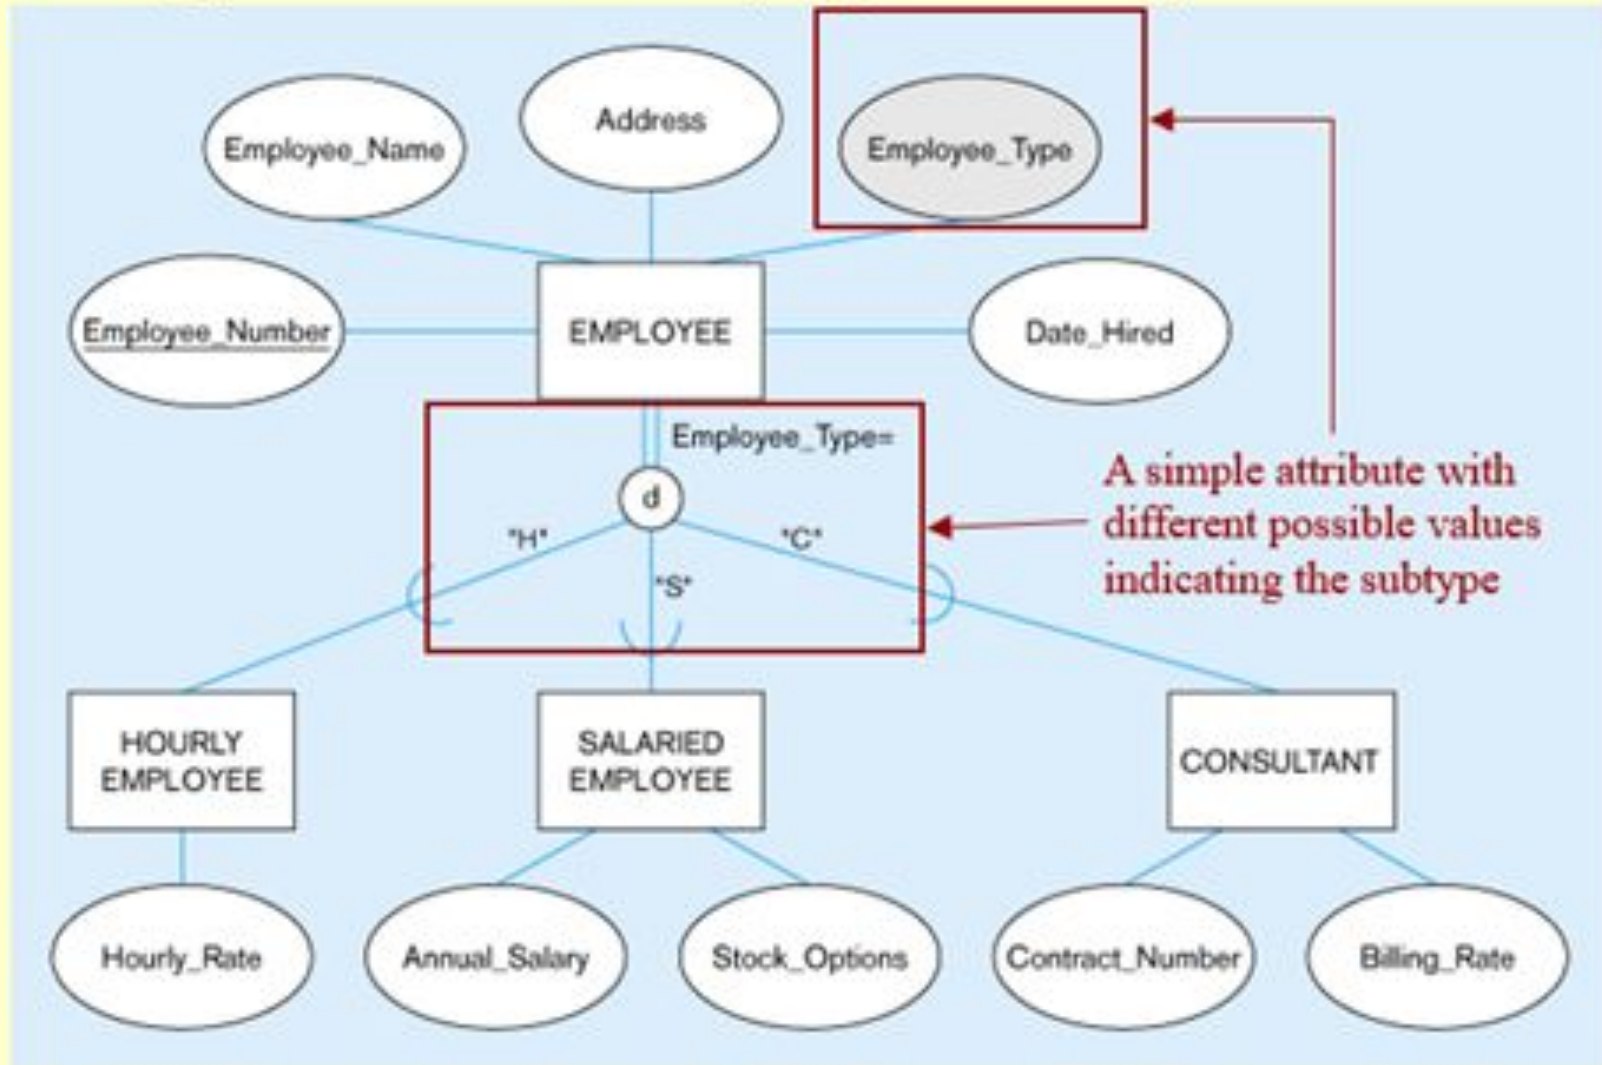 Employee_Name
Address
Employee_Type
Employee_Number
EMPLOYEE
Date_Hired
Employee_Type=
d
"H"
"S"
"C"
A simple attribute with
different possible values
indicating the subtype
HOURLY
EMPLOYEE
SALARIED
EMPLOYEE
CONSULTANT
Hourly_Rate
Annual_Salary
Stock_Options
Contract_Number
Billing_Rate